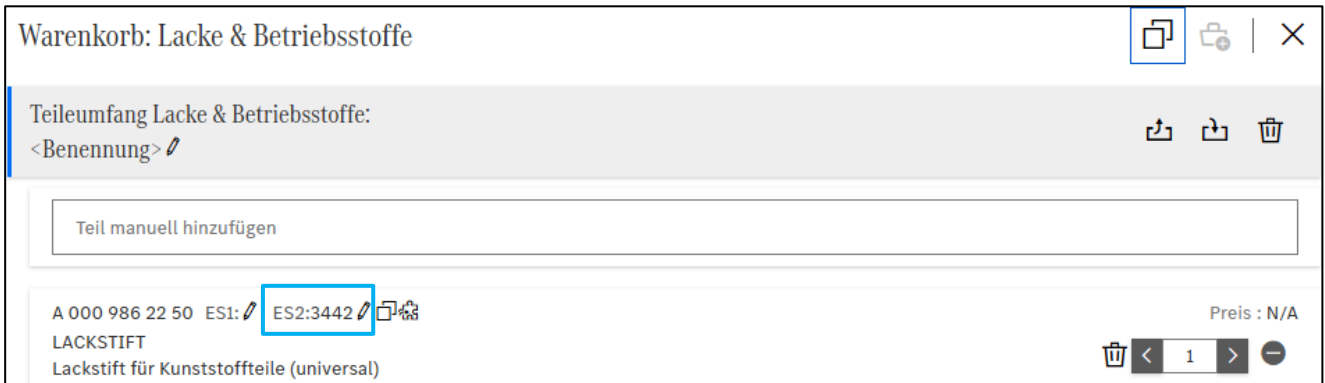 Warenkorb: Lacke & Betriebsstoffe
Teileumfang Lacke & Betriebsstoffe:
<Benennung>
Teil manuell hinzufügen
A 000 986 22 50 ES1: ES2:3442 Preis : N/A
LACKSTIFT
1
Lackstift für Kunststoffteile (universal)